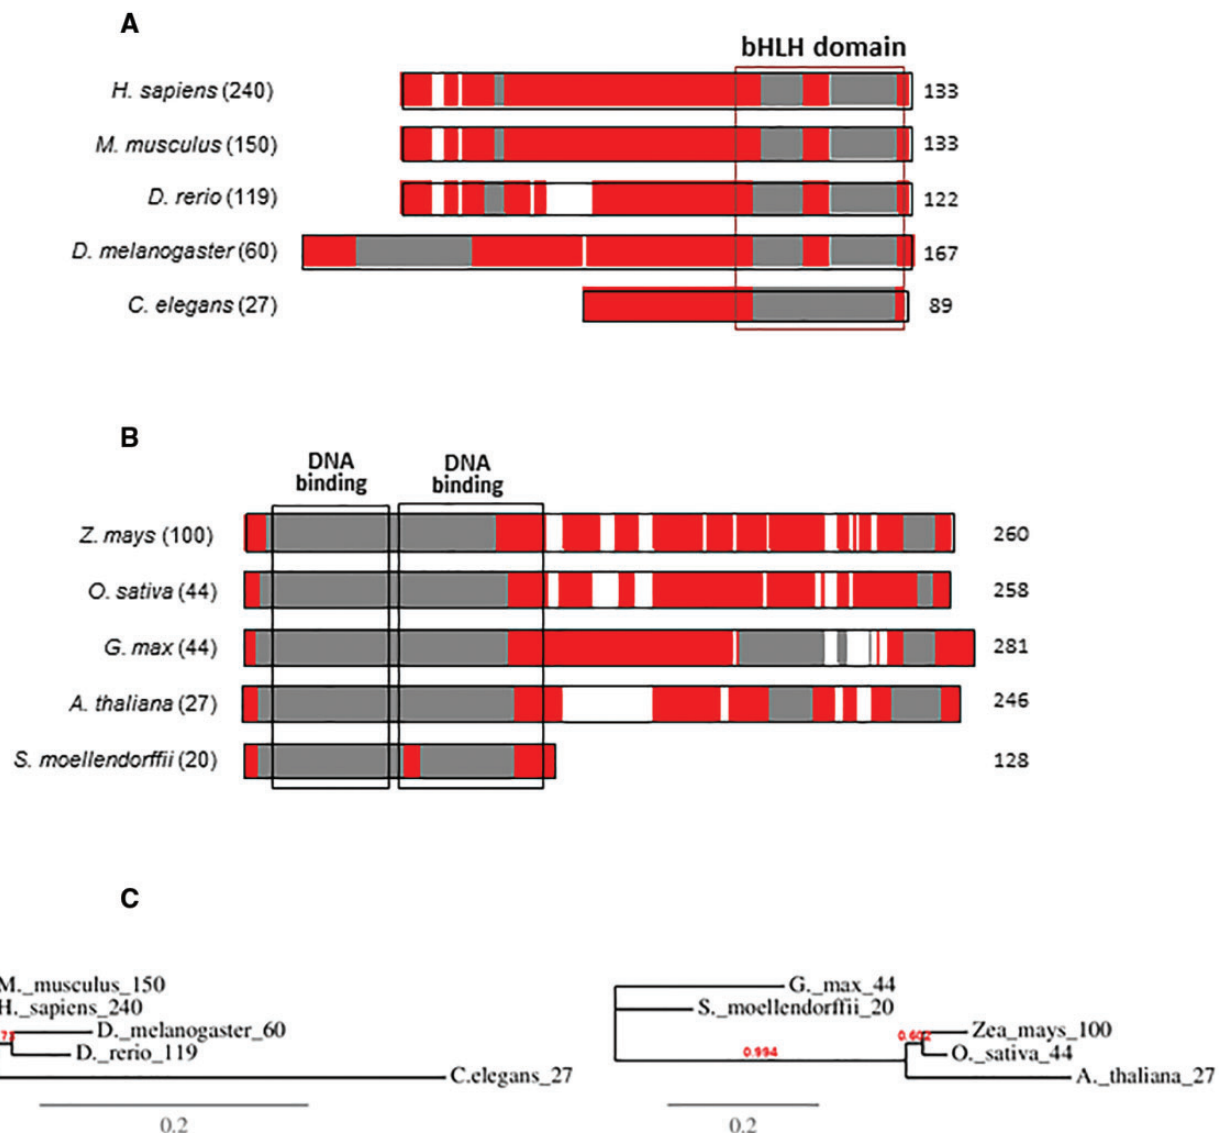 A
bHLH domain
H. sapiens (240)
133
M. musculus (150)
133
D. rerio (119)
122
D. melanogaster (60)
167
C. elegans (27)
89
B
DNA binding
DNA binding
Z. mays (100)
260
O. sativa (44)
258
G. max (44)
281
A. thaliana (27)
246
S. moellendorffii (20)
128
C
M._musculus_150
H._sapiens_240
D._melanogaster_60
D._rerio_119
C.elegans_27
0.2
G._max_44
S._moellendorffii_20
Zea_mays_100
O._sativa_44
0.994
A._thaliana_27
0.2